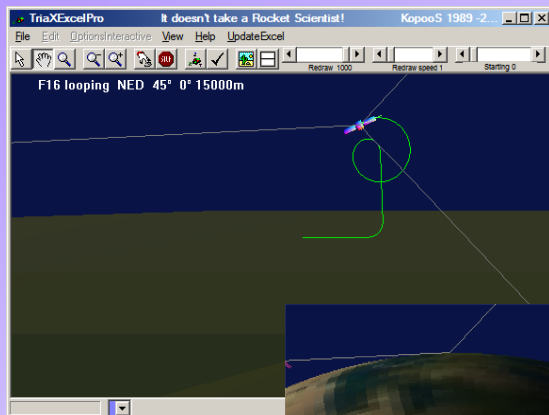 TriaXExcelPro It doesn't take a Rocket Scientist! KopooS 1989 -2...
File Edit OptionsInteractive View Help UpdateExcel
Redraw 1000 Redraw speed 1 Starting 0
F16 looping NED 45° 0° 15000m